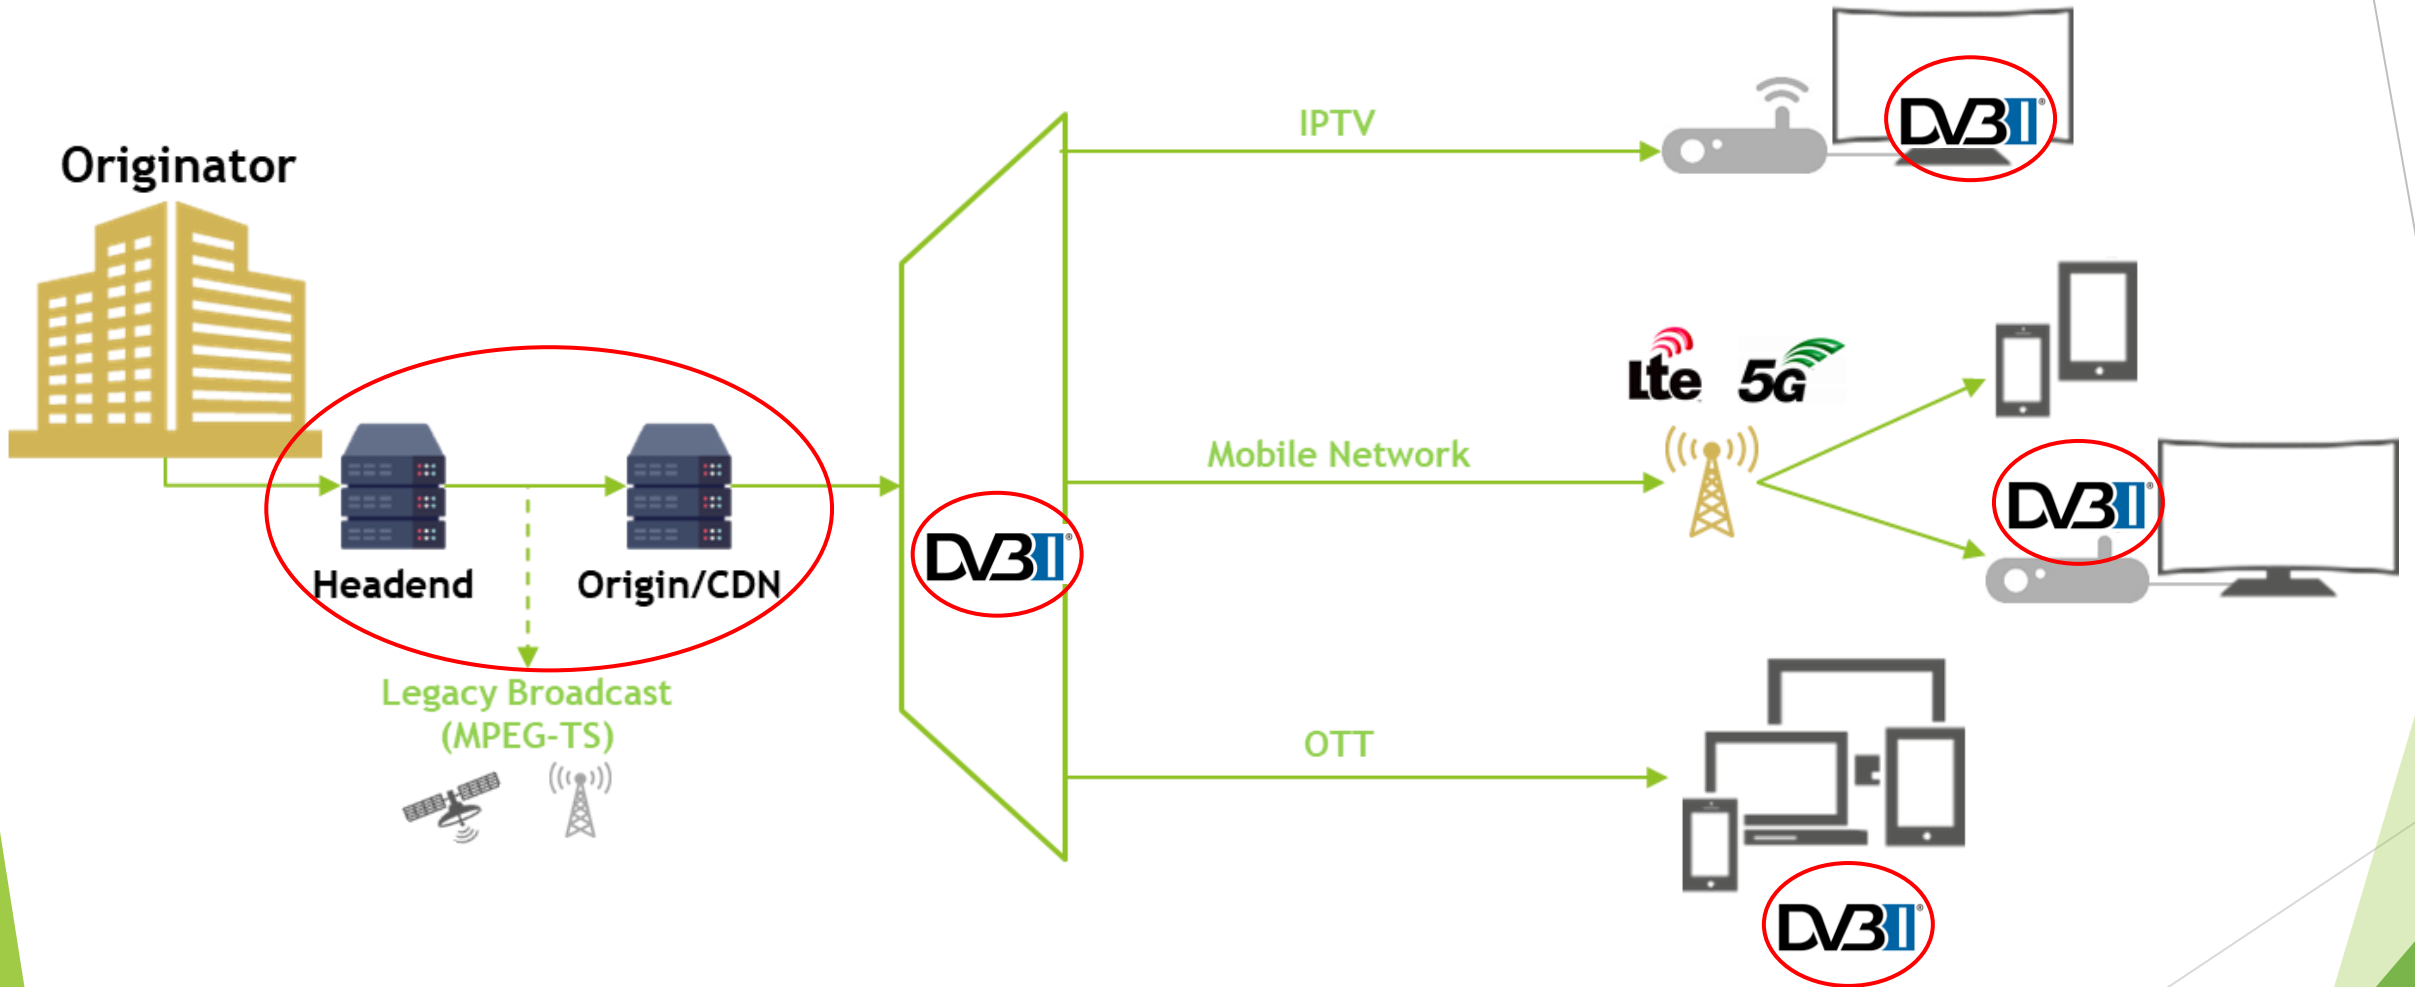 Originator
Headend
Origin/CDN
Legacy Broadcast
(MPEG-TS)
DVB I®
IPTV
DVB I®
Lte
5G
Mobile Network
DVB I®
OTT
DVB I®